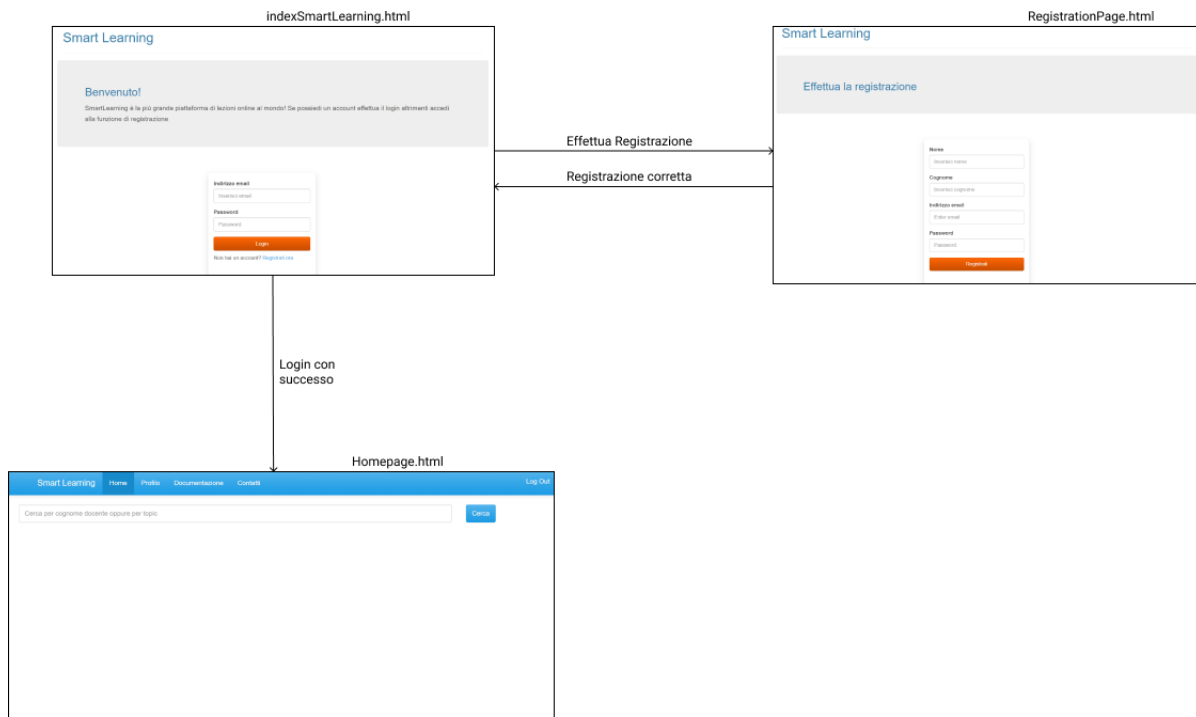 indexSmartLearning.html
Smart Learning
Benvenuto!
SmartLearning è la più grande piattaforma di lezioni online al mondo! Se possiedi un account effettua il login altrimenti accedi
alla funzione di registrazione
Indirizzo email
Inserisci email
Password
Password
Login
Non hai un account? Registrati ora
Effettua Registrazione
Registrazione corretta
RegistrationPage.html
Smart Learning
Effettua la registrazione
Nome
Inserisci nome
Cognome
Inserisci cognome
Indirizzo email
Enter email
Password
Password
Registrati
Login con
successo
Homepage.html
Smart Learning Home Profilo Documentazione Contatti Log Out
Cerca per cognome docente oppure per topic Cerca